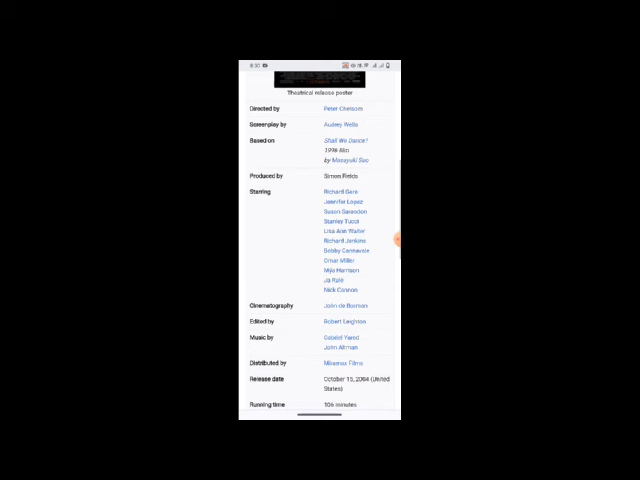 8:30
Theatrical release poster
Directed by Peter Chelsom
Screenplay by Audrey Wells
Based on Shall We Dance?
1996 film
by Masayuki Suo
Produced by Simon Fields
Starring Richard Gere
Jennifer Lopez
Susan Sarandon
Stanley Tucci
Lisa Ann Walter
Richard Jenkins
Bobby Cannavale
Omar Miller
Mýa Harrison
Ja Rule
Nick Cannon
Cinematography John de Borman
Edited by Robert Leighton
Music by Gabriel Yared
John Altman
Distributed by Miramax Films
Release date October 15, 2004 (United
States)
Running time 106 minutes